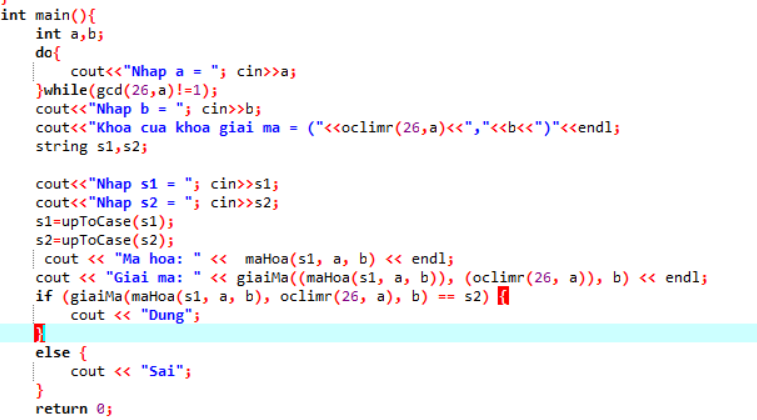 int main(){
    int a,b;
    do{
        cout<<"Nhap a = "; cin>>a;
    }while(gcd(26,a)!=1);
    cout<<"Nhap b = "; cin>>b;
    cout<<"Khoa cua khoa giai ma = ("<<oclimr(26,a)<<","<<b<<")"<<endl;
    string s1,s2;

    cout<<"Nhap s1 = "; cin>>s1;
    cout<<"Nhap s2 = "; cin>>s2;
    s1=upToCase(s1);
    s2=upToCase(s2);
     cout << "Ma hoa: " <<  maHoa(s1, a, b) << endl;
    cout << "Giai ma: " << giaiMa((maHoa(s1, a, b)), (oclimr(26, a)), b) << endl;
    if (giaiMa(maHoa(s1, a, b), oclimr(26, a), b) == s2) {
        cout << "Dung";
    }
    else {
        cout << "Sai";
    }
    return 0;